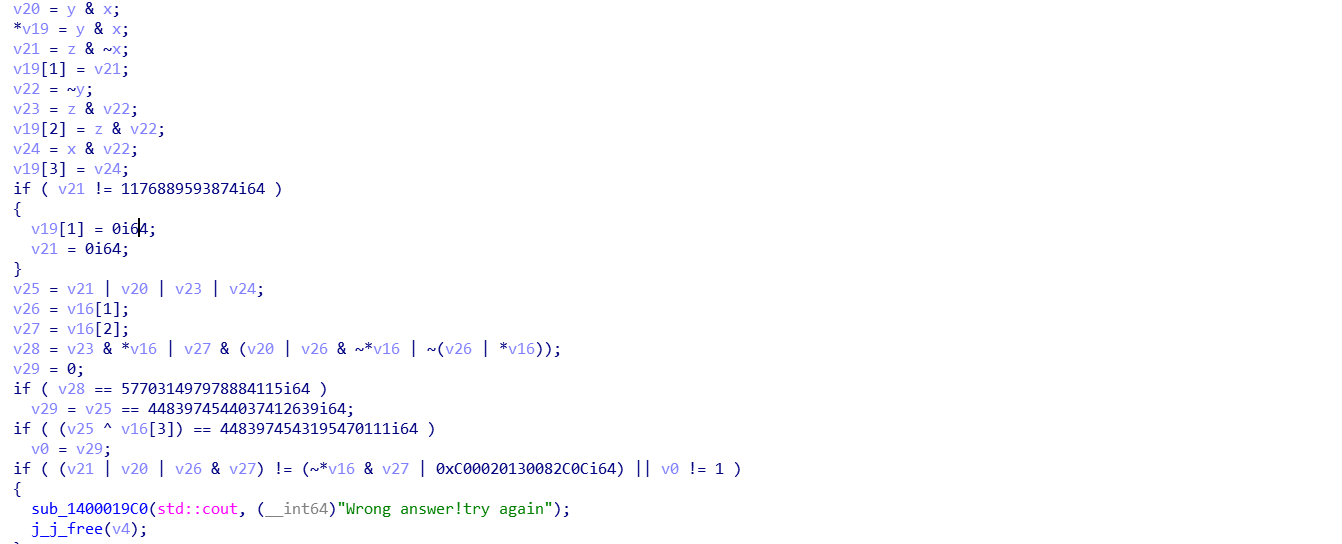 v20 = y & x;
*v19 = y & x;
v21 = z & ~x;
v19[1] = v21;
v22 = ~y;
v23 = z & v22;
v19[2] = z & v22;
v24 = x & v22;
v19[3] = v24;
if ( v21 != 1176889593874i64 )
{
v19[1] = 0i64;
v21 = 0i64;
}
v25 = v21 | v20 | v23 | v24;
v26 = v16[1];
v27 = v16[2];
v28 = v23 & *v16 | v27 & (v20 | v26 & ~*v16 | ~(v26 | *v16));
v29 = 0;
if ( v28 == 577031497978884115i64 )
v29 = v25 == 4483974544037412639i64;
if ( (v25 ^ v16[3]) == 4483974543195470111i64 )
v0 = v29;
if ( (v21 | v20 | v26 & v27) != (~*v16 & v27 | 0xC00020130082C0Ci64) || v0 != 1 )
{
sub_1400019C0(std::cout, (__int64)"Wrong answer!try again");
j_j_free(v4);